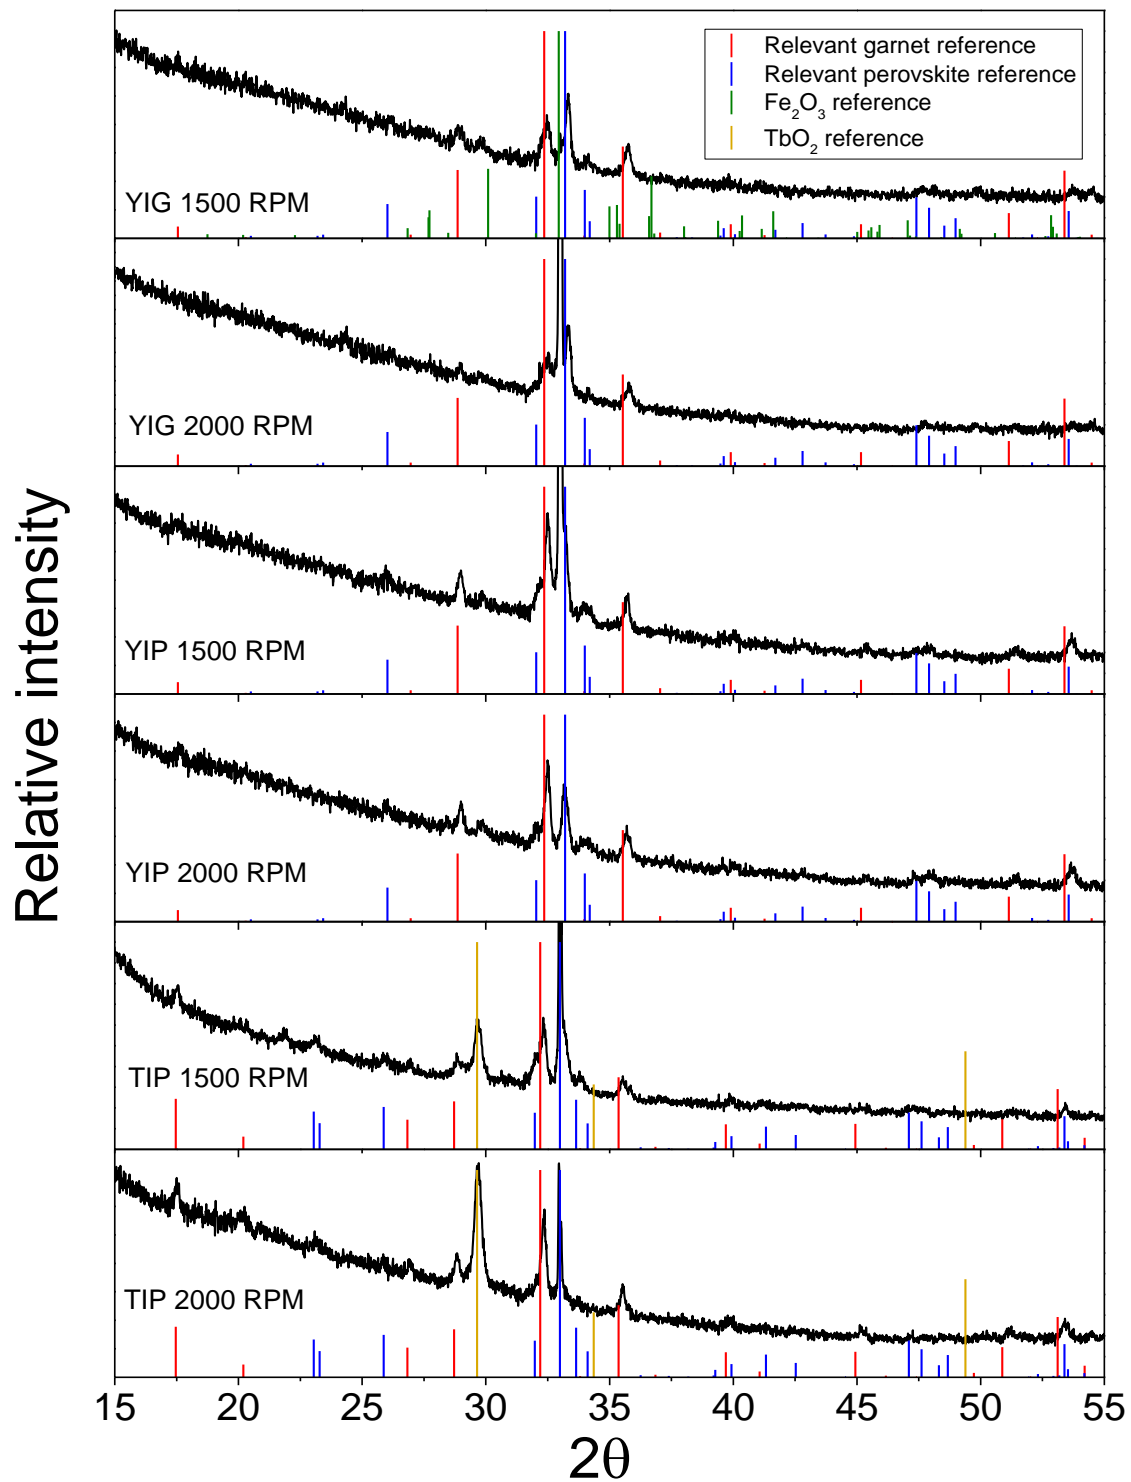 Relevant garnet reference
Relevant perovskite reference
Fe₂O₃ reference
TbO₂ reference
YIG 1500 RPM
YIG 2000 RPM
YIP 1500 RPM
YIP 2000 RPM
TIP 1500 RPM
TIP 2000 RPM
Relative intensity
15 20 25 30 35 40 45 50 55
2θ